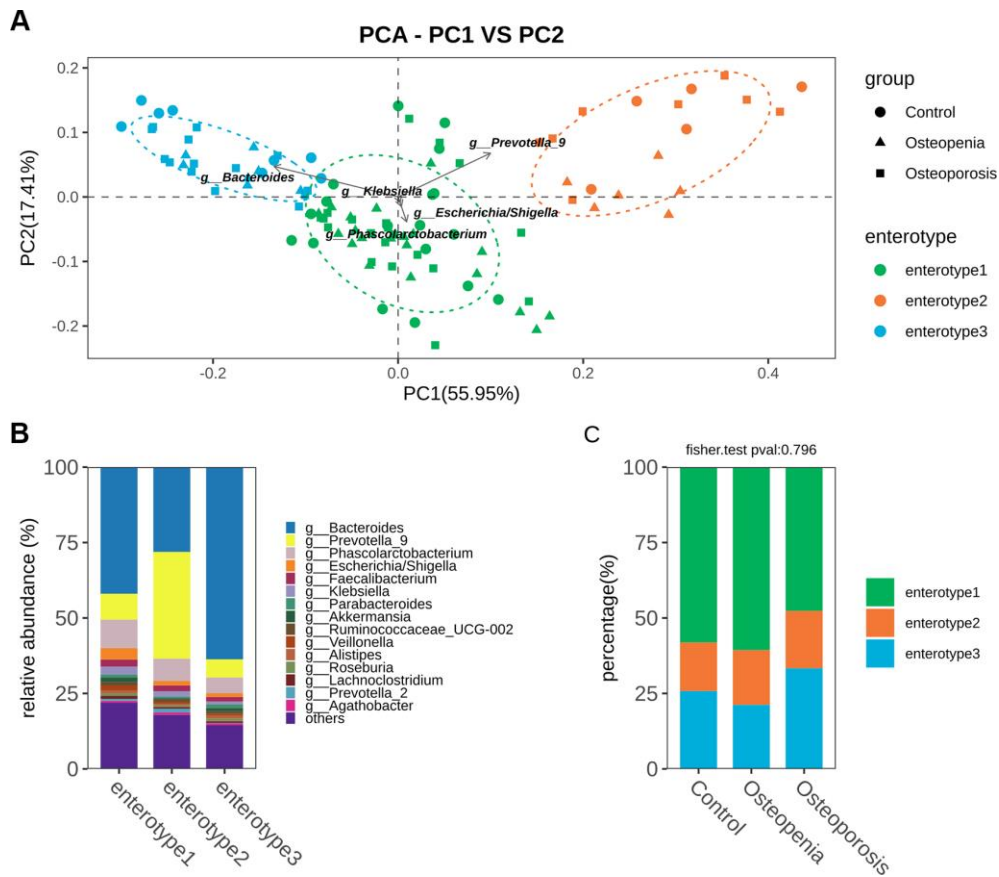 A
PCA - PC1 VS PC2
PC2(17.41%)
0.2
0.1
0.0
-0.1
-0.2
g__Prevotella_9
g__Bacteroides
g__Klebsiella
g__Escherichia/Shigella
g__Phascolarctobacterium
-0.2
0.0
0.2
0.4
PC1(55.95%)
group
Control
Osteopenia
Osteoporosis
enterotype
enterotype1
enterotype2
enterotype3
B
relative abundance (%)
100
75
50
25
0
enterotype1
enterotype2
enterotype3
g__Bacteroides
g__Prevotella_9
g__Phascolarctobacterium
g__Escherichia/Shigella
g__Faecalibacterium
g__Klebsiella
g__Parabacteroides
g__Akkermansia
g__Ruminococcaceae_UCG-002
g__Veillonella
g__Alistipes
g__Roseburia
g__Lachnoclostridium
g__Prevotella_2
g__Agathobacter
others
C
fisher.test pval:0.796
percentage(%)
100
75
50
25
0
Control
Osteopenia
Osteoporosis
enterotype1
enterotype2
enterotype3